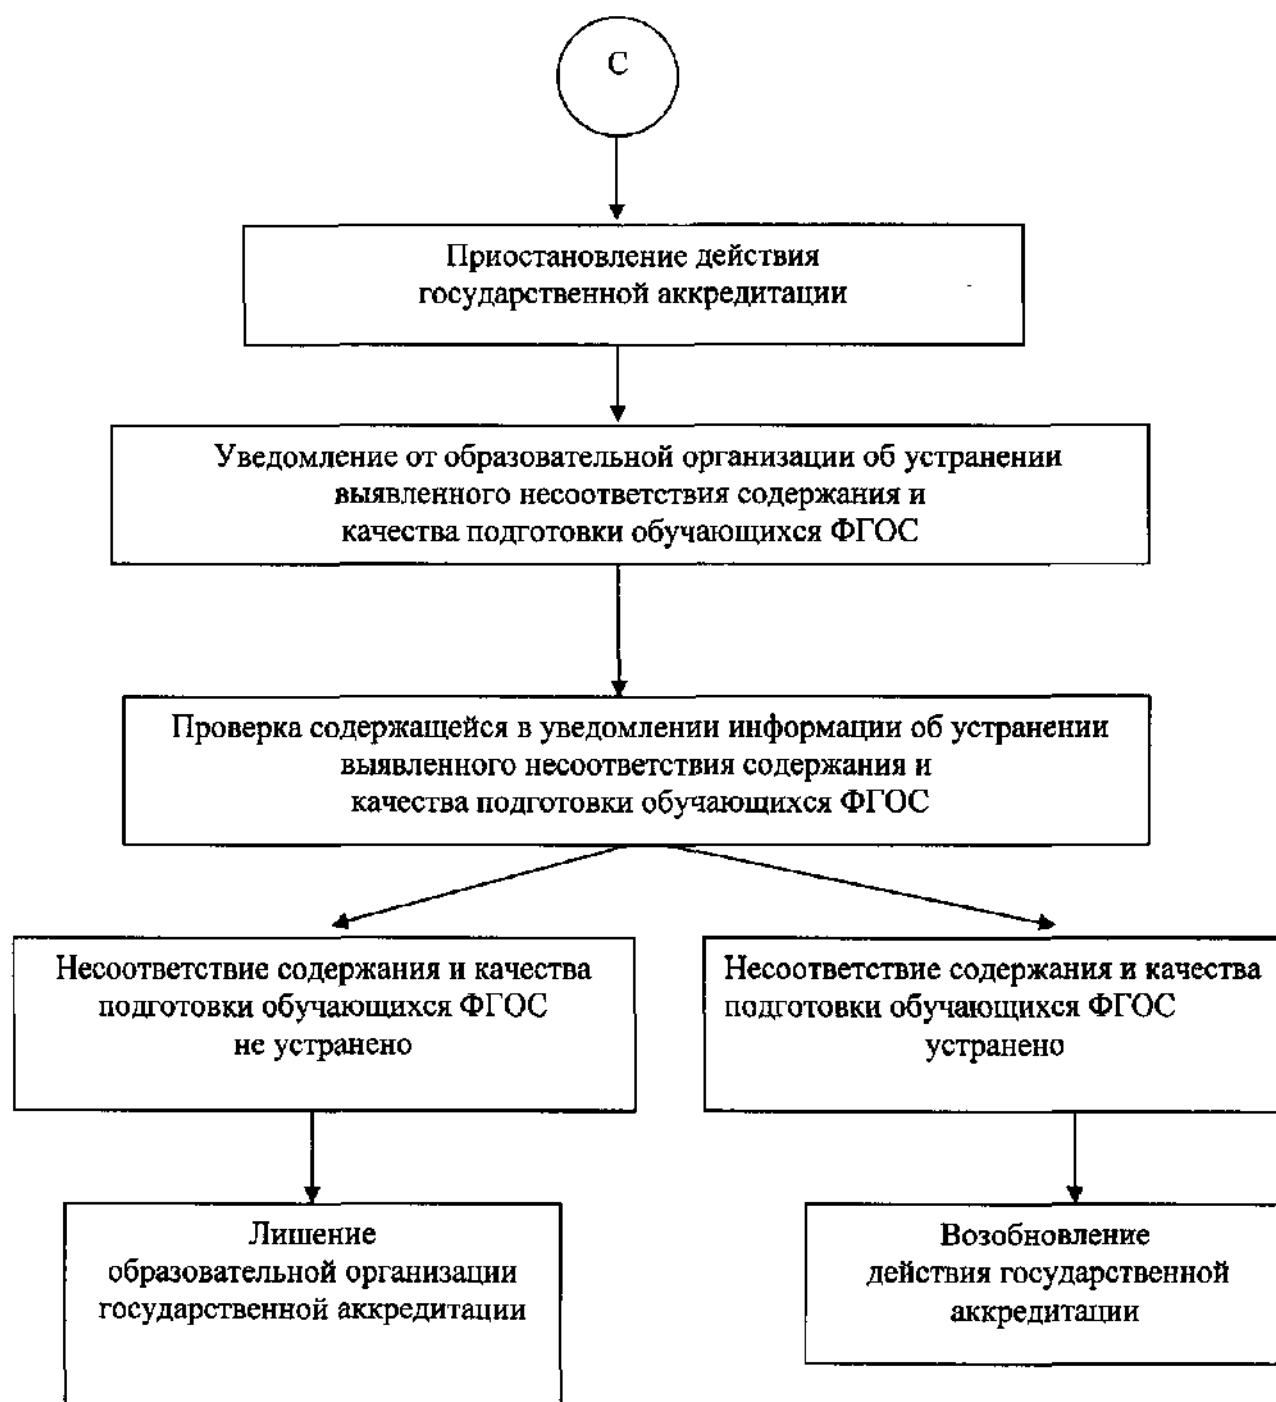 С
Приостановление действия
государственной аккредитации
Уведомление от образовательной организации об устранении
выявленного несоответствия содержания и
качества подготовки обучающихся ФГОС
Проверка содержащейся в уведомлении информации об устранении
выявленного несоответствия содержания и
качества подготовки обучающихся ФГОС
Несоответствие содержания и качества
подготовки обучающихся ФГОС
не устранено
Несоответствие содержания и качества
подготовки обучающихся ФГОС
устранено
Лишение
образовательной организации
государственной аккредитации
Возобновление
действия государственной
аккредитации